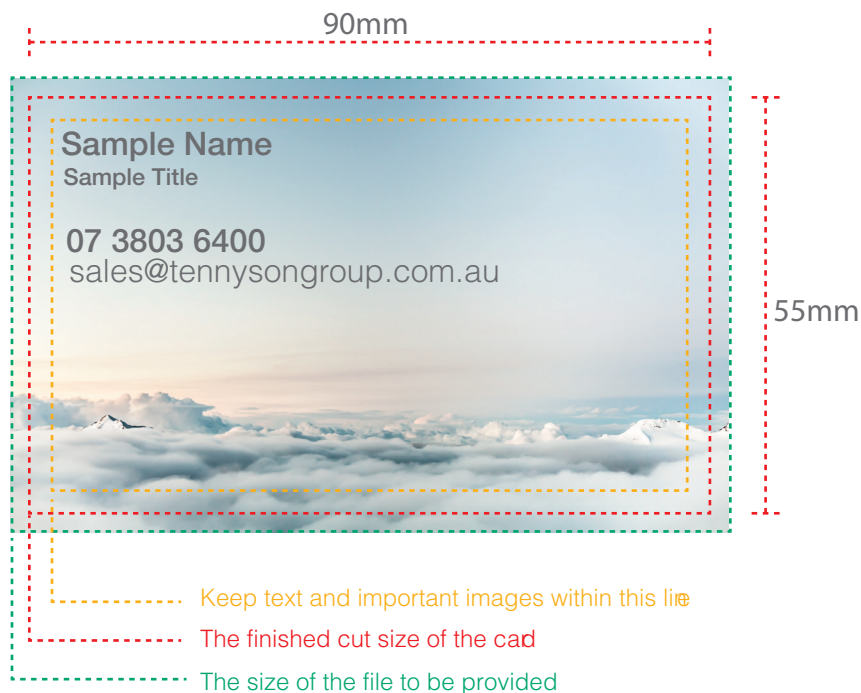 90mm
Sample Name
Sample Title
07 3803 6400
sales@tennysongroup.com.au
55mm
Keep text and important images within this line
The finished cut size of the card
The size of the file to be provided